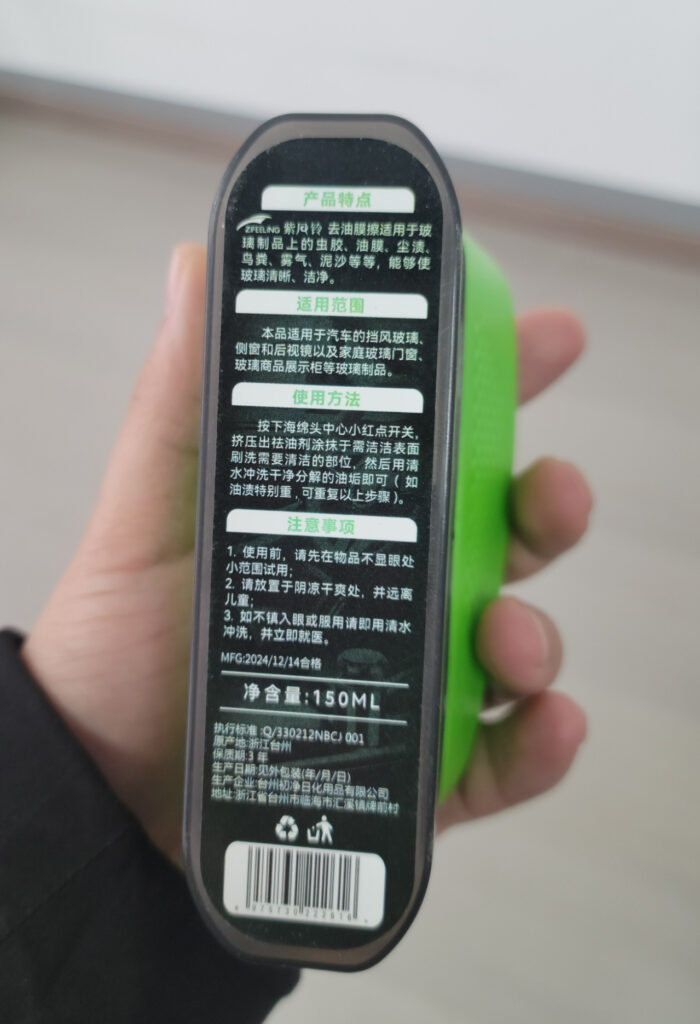 产品特点
ZFEELING 紫风铃 去油膜擦适用于玻
璃制品上的虫胶、油膜、尘渍、
鸟粪、雾气、泥沙等等，能够使
玻璃清晰、洁净。
适用范围
本品适用于汽车的挡风玻璃、
侧窗和后视镜以及家庭玻璃门窗、
玻璃商品展示柜等玻璃制品。
使用方法
按下海绵头中心小红点开关，
挤压出祛油剂涂抹于需洁洁表面
刷洗需要清洁的部位，然后用清
水冲洗干净分解的油垢即可（如
油渍特别重，可重复以上步骤）。
注意事项
1. 使用前，请先在物品不显眼处
小范围试用；
2. 请放置于阴凉干爽处，并远离
儿童；
3. 如不镇入眼或服用请即用清水
冲洗，并立即就医。
MFG:2024/12/14合格
净含量:150ML
执行标准:Q/330212NBCJ 001
原产地:浙江台州
保质期:3 年
生产日期:见外包装(年/月/日)
生产企业:台州初净日化用品有限公司
地址:浙江省台州市临海市汇溪镇牌前村